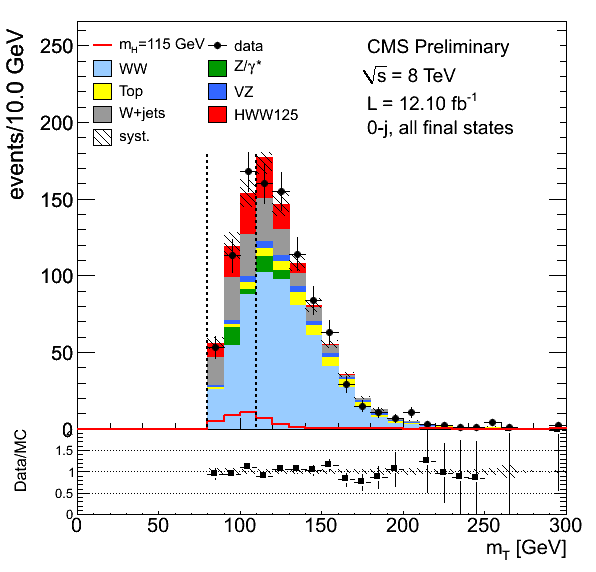 events/10.0 GeV
250
200
150
100
50
0
m_H=115 GeV
data
WW
Z/γ*
Top
VZ
W+jets
HWW125
syst.
CMS Preliminary
√s = 8 TeV
L = 12.10 fb⁻¹
0-j, all final states
Data/MC
1.5
1
0.5
0
0
50
100
150
200
250
300
m_T [GeV]